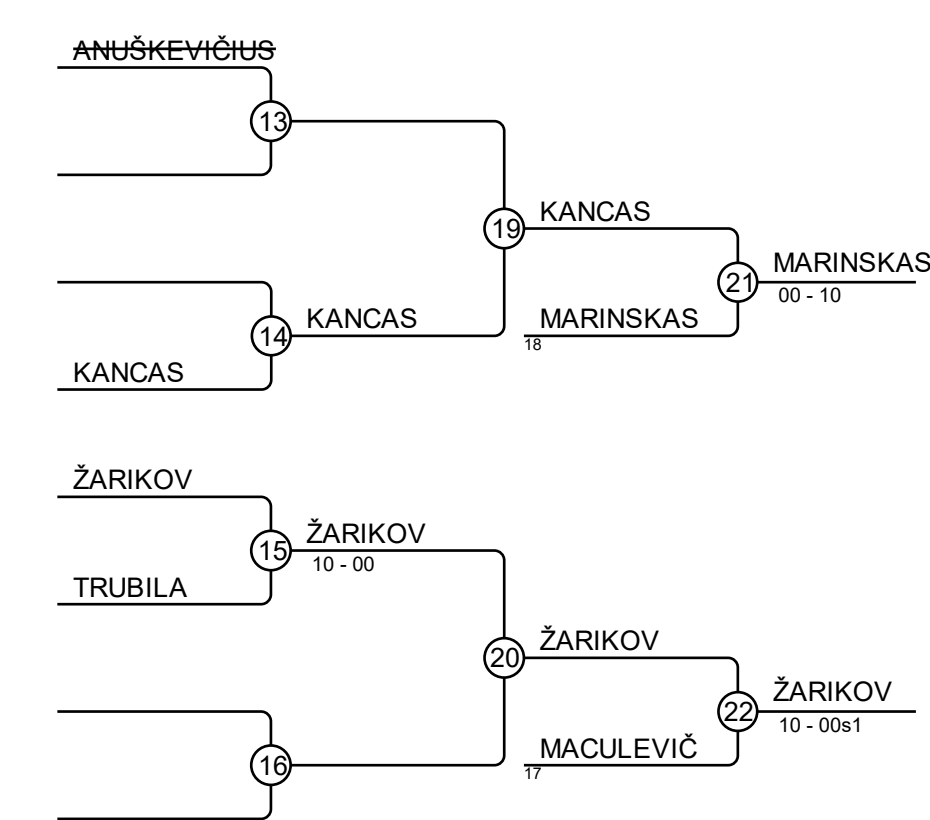 ANUŠKEVIČIUS
13
KANCAS
19
MARINSKAS
21
00 - 10
KANCAS
MARINSKAS
14
18
KANCAS
ŽARIKOV
ŽARIKOV
15
10 - 00
TRUBILA
ŽARIKOV
20
ŽARIKOV
22
10 - 00s1
MACULEVIČ
16
17